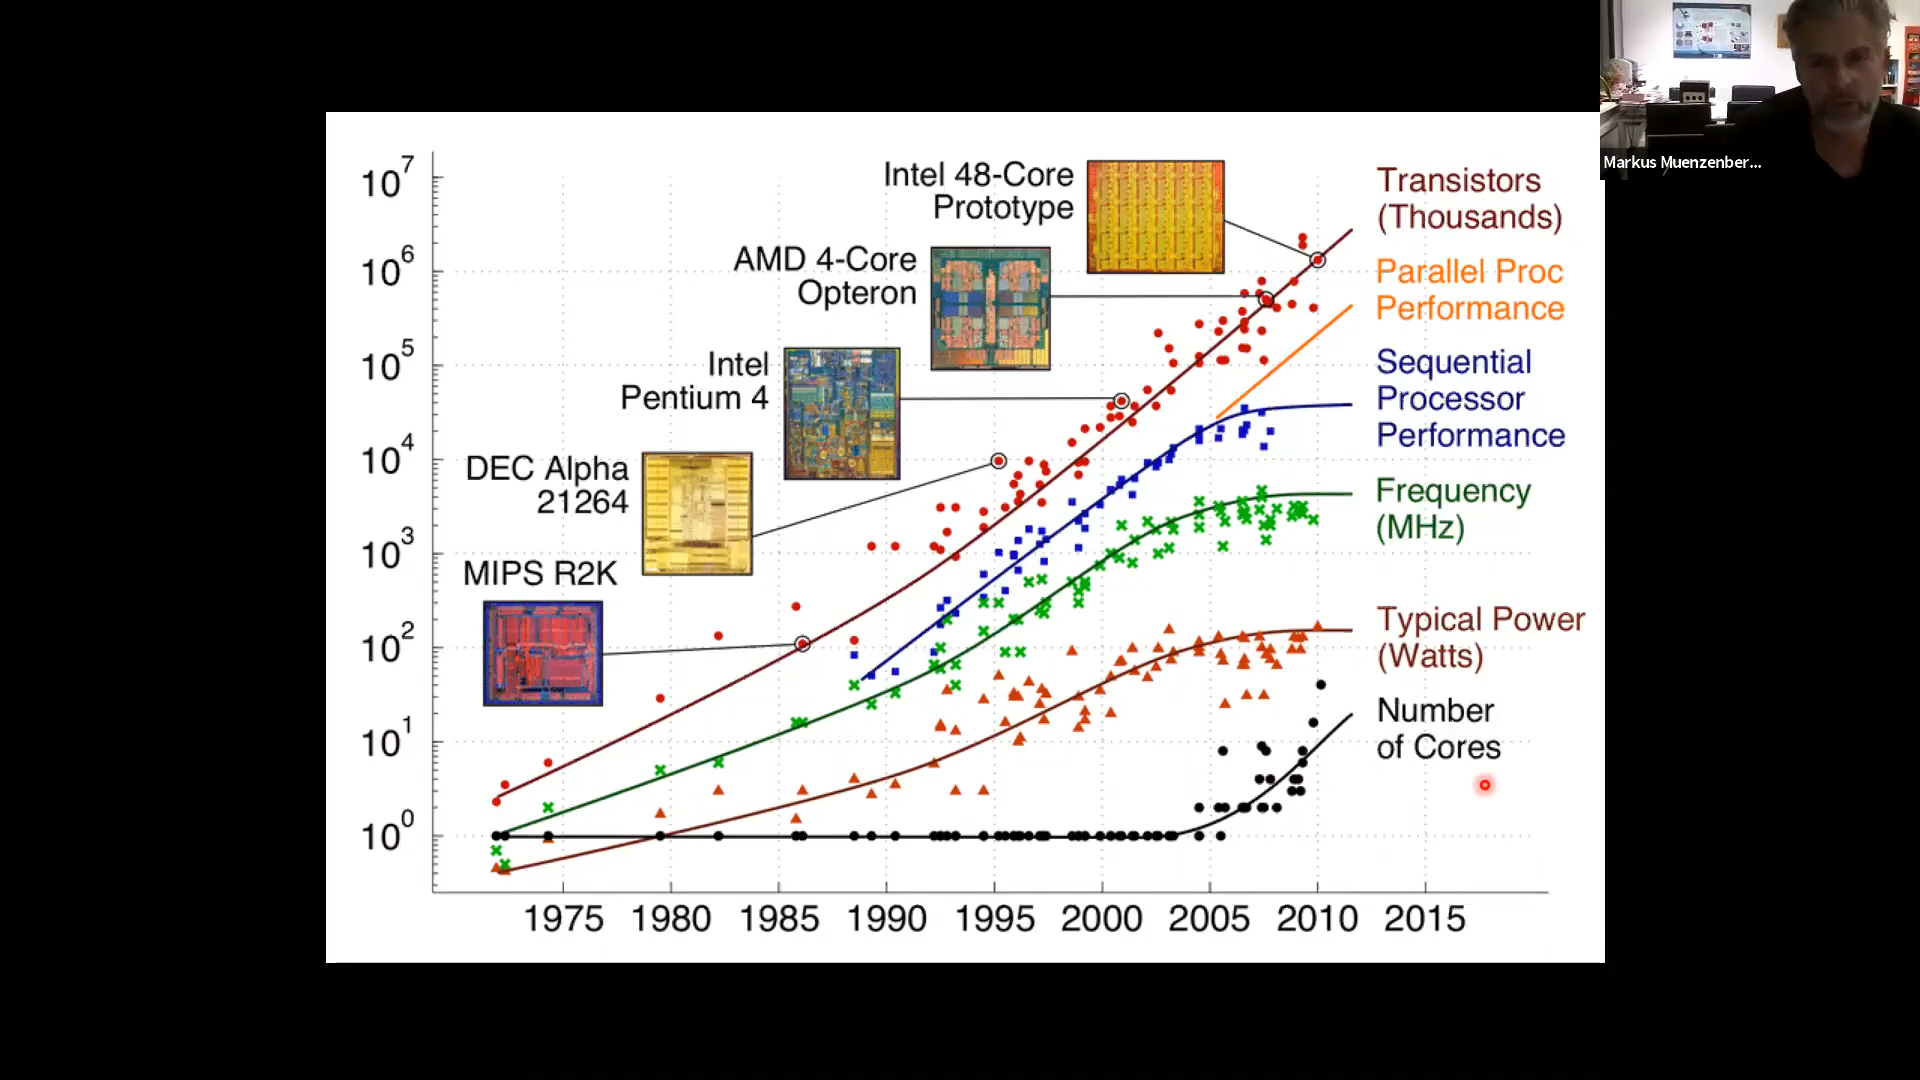 Markus Muenzenber...
10^7
10^6
10^5
10^4
10^3
10^2
10^1
10^0
Intel 48-Core
Prototype
AMD 4-Core
Opteron
Intel
Pentium 4
DEC Alpha
21264
MIPS R2K
Transistors
(Thousands)
Parallel Proc
Performance
Sequential
Processor
Performance
Frequency
(MHz)
Typical Power
(Watts)
Number
of Cores
1975 1980 1985 1990 1995 2000 2005 2010 2015